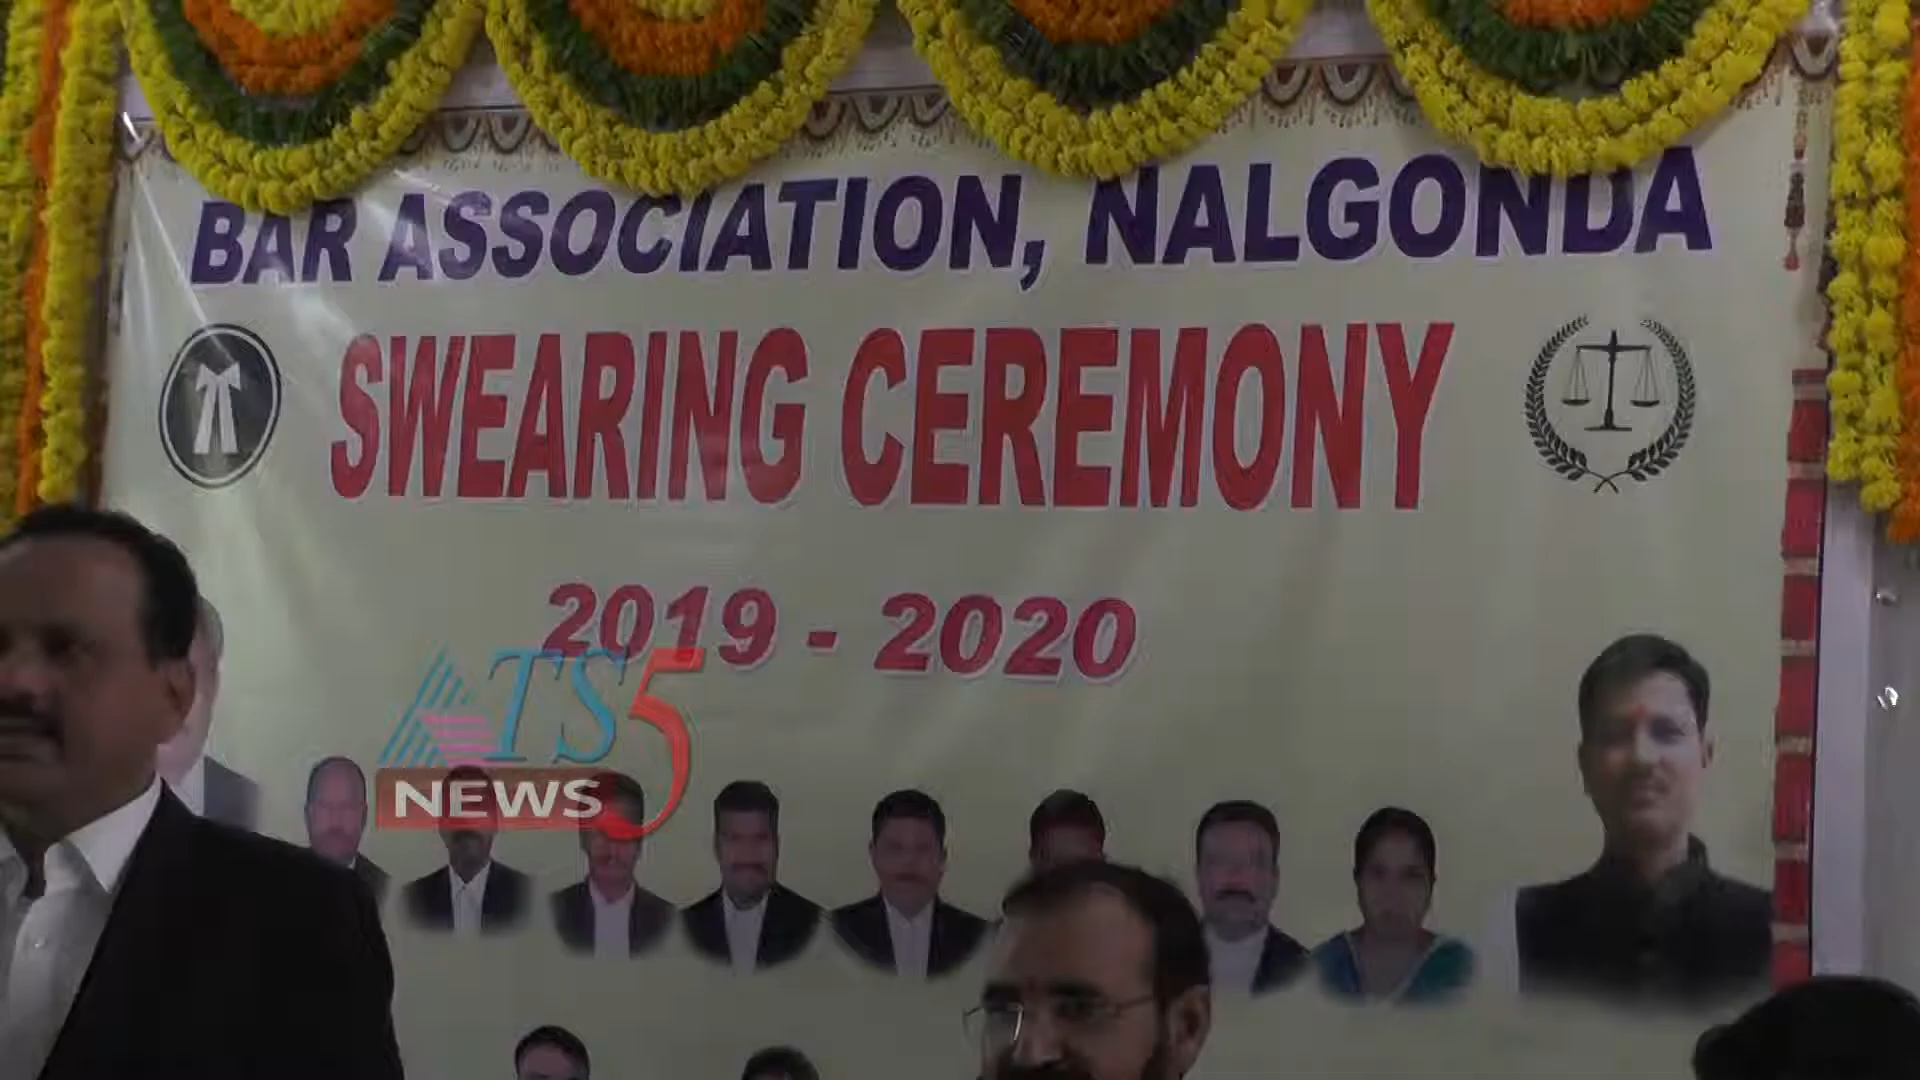 BAR ASSOCIATION, NALGONDA
SWEARING CEREMONY
2019 - 2020
TS5
NEWS